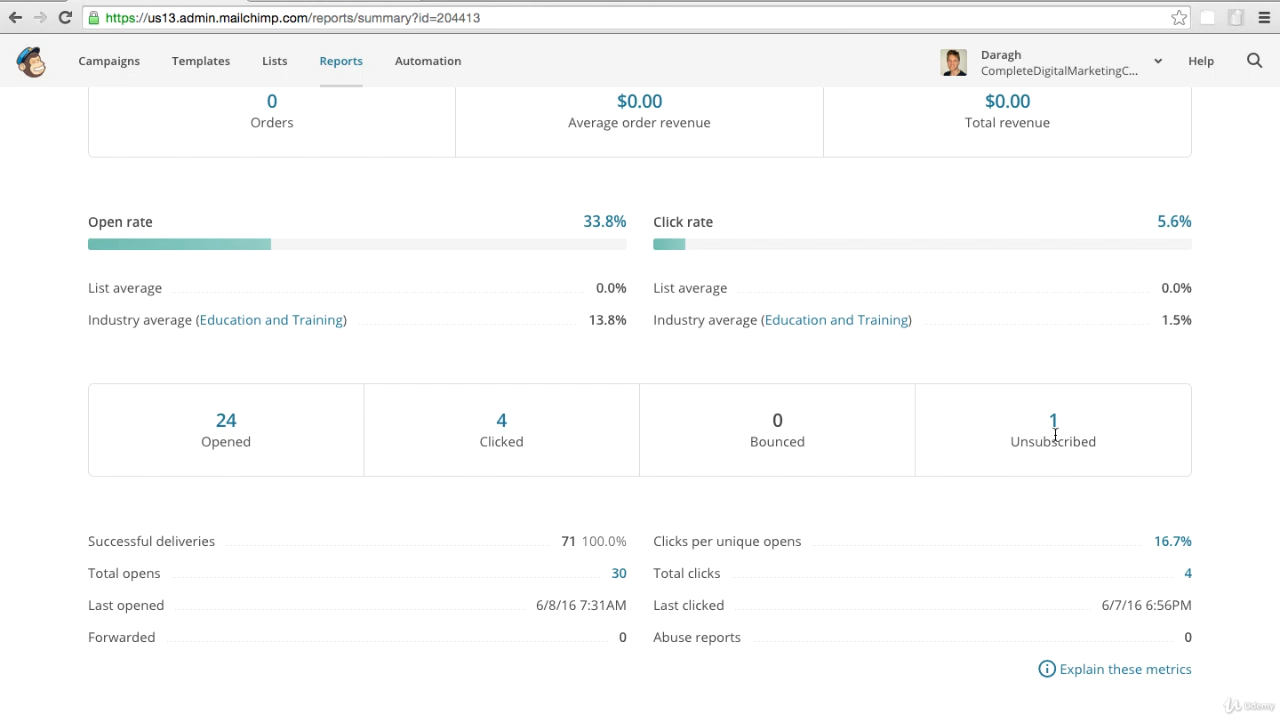 https://us13.admin.mailchimp.com/reports/summary?id=204413
Campaigns Templates Lists Reports Automation Daragh Help
CompleteDigitalMarketingC...
0 $0.00 $0.00
Orders Average order revenue Total revenue
Open rate 33.8% Click rate 5.6%
List average 0.0% List average 0.0%
Industry average (Education and Training) 13.8% Industry average (Education and Training) 1.5%
24 4 0 1
Opened Clicked Bounced Unsubscribed
Successful deliveries 71 100.0% Clicks per unique opens 16.7%
Total opens 30 Total clicks 4
Last opened 6/8/16 7:31AM Last clicked 6/7/16 6:56PM
Forwarded 0 Abuse reports 0
Explain these metrics
Udemy